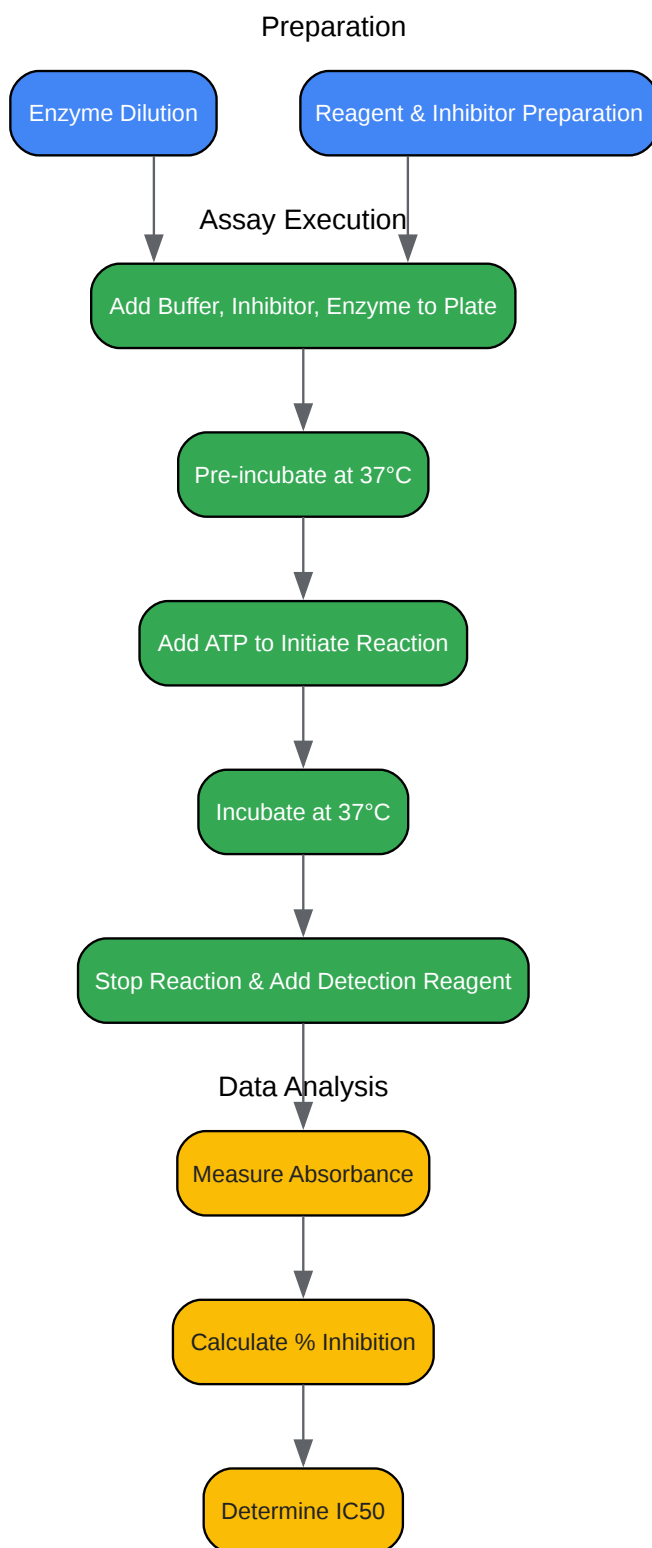 Preparation
Enzyme Dilution
Reagent & Inhibitor Preparation
Assay Execution
Add Buffer, Inhibitor, Enzyme to Plate
Pre-incubate at 37°C
Add ATP to Initiate Reaction
Incubate at 37°C
Stop Reaction & Add Detection Reagent
Data Analysis
Measure Absorbance
Calculate % Inhibition
Determine IC50